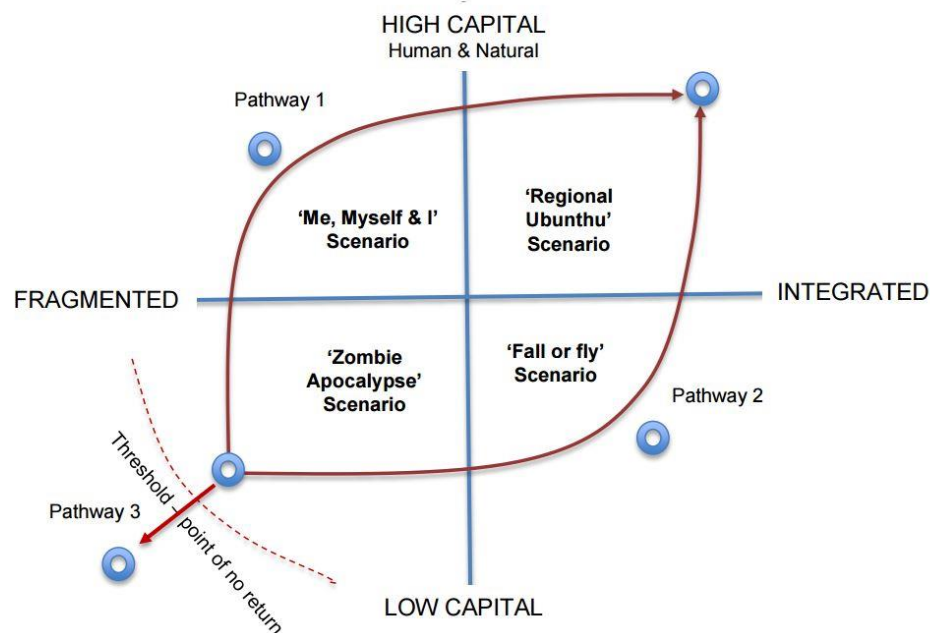 HIGH CAPITAL
Human & Natural
Pathway 1
‘Me, Myself & I’
Scenario
‘Regional
Ubunthu’
Scenario
FRAGMENTED
INTEGRATED
‘Zombie
Apocalypse’
Scenario
‘Fall or fly’
Scenario
Pathway 2
Threshold – point of no return
Pathway 3
LOW CAPITAL